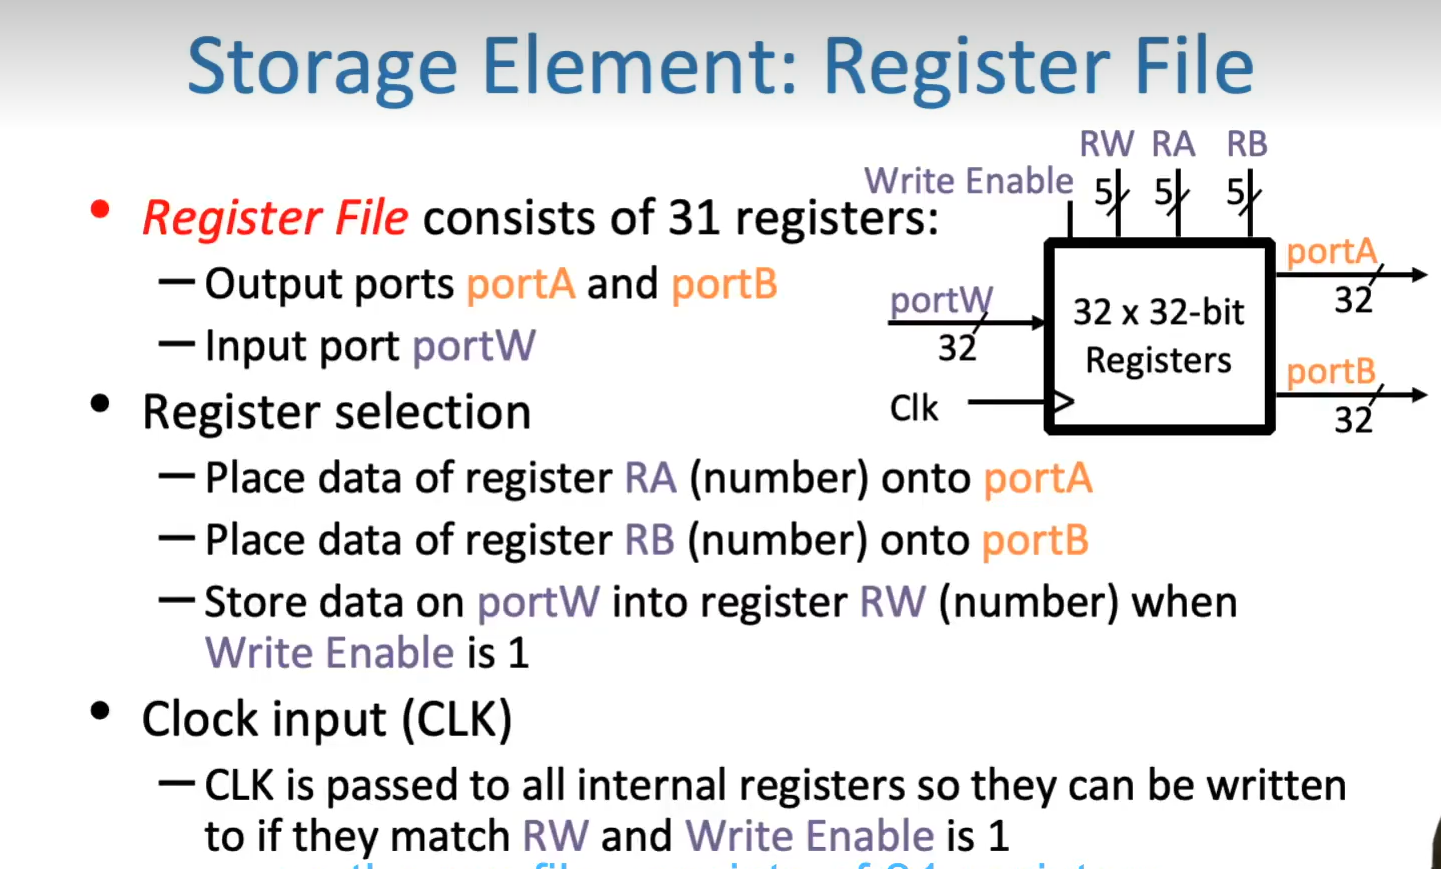 Storage Element: Register File
• Register File consists of 31 registers:
— Output ports portA and portB
— Input port portW
• Register selection
— Place data of register RA (number) onto portA
— Place data of register RB (number) onto portB
— Store data on portW into register RW (number) when
Write Enable is 1
• Clock input (CLK)
— CLK is passed to all internal registers so they can be written
to if they match RW and Write Enable is 1
RW RA RB
Write Enable 5 5 5
portW
32
Clk
32 x 32-bit
Registers
portA
32
portB
32